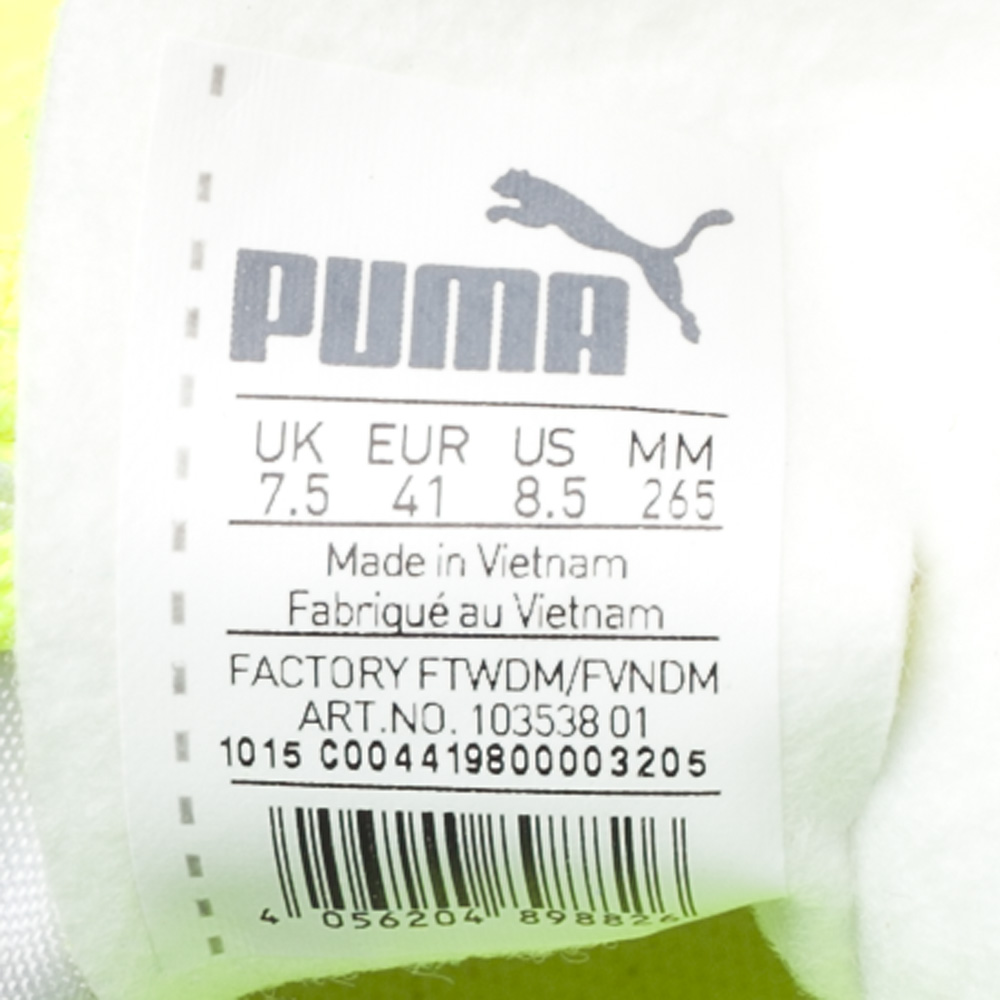 PUMA
UK EUR US MM
7.5 41 8.5 265
Made in Vietnam
Fabriqué au Vietnam
FACTORY FTWDM/FVNDM
ART.NO. 103538 01
1015 C004419800003205
4 056204 898826